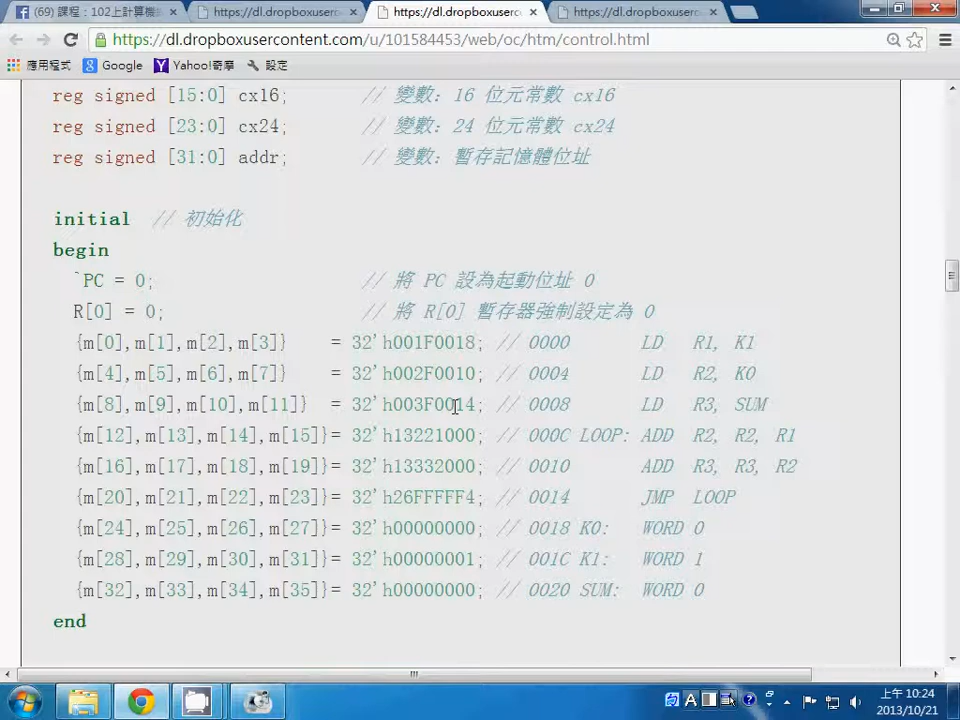 (69) 課程：102上計算機 https://dl.dropboxuser https://dl.dropboxuserco https://dl.dropboxuser
https://dl.dropboxusercontent.com/u/101584453/web/oc/htm/control.html
應用程式 Google Yahoo!奇摩 設定
reg signed [15:0] cx16; // 變數: 16 位元常數 cx16
reg signed [23:0] cx24; // 變數: 24 位元常數 cx24
reg signed [31:0] addr; // 變數: 暫存記憶體位址
initial // 初始化
begin
`PC = 0; // 將 PC 設為起動位址 0
R[0] = 0; // 將 R[0] 暫存器強制設定為 0
{m[0],m[1],m[2],m[3]} = 32'h001F0018; // 0000 LD R1, K1
{m[4],m[5],m[6],m[7]} = 32'h002F0010; // 0004 LD R2, K0
{m[8],m[9],m[10],m[11]} = 32'h003F0014; // 0008 LD R3, SUM
{m[12],m[13],m[14],m[15]}= 32'h13221000; // 000C LOOP: ADD R2, R2, R1
{m[16],m[17],m[18],m[19]}= 32'h13332000; // 0010 ADD R3, R3, R2
{m[20],m[21],m[22],m[23]}= 32'h26FFFFF4; // 0014 JMP LOOP
{m[24],m[25],m[26],m[27]}= 32'h00000000; // 0018 K0: WORD 0
{m[28],m[29],m[30],m[31]}= 32'h00000001; // 001C K1: WORD 1
{m[32],m[33],m[34],m[35]}= 32'h00000000; // 0020 SUM: WORD 0
end
上午 10:24
2013/10/21